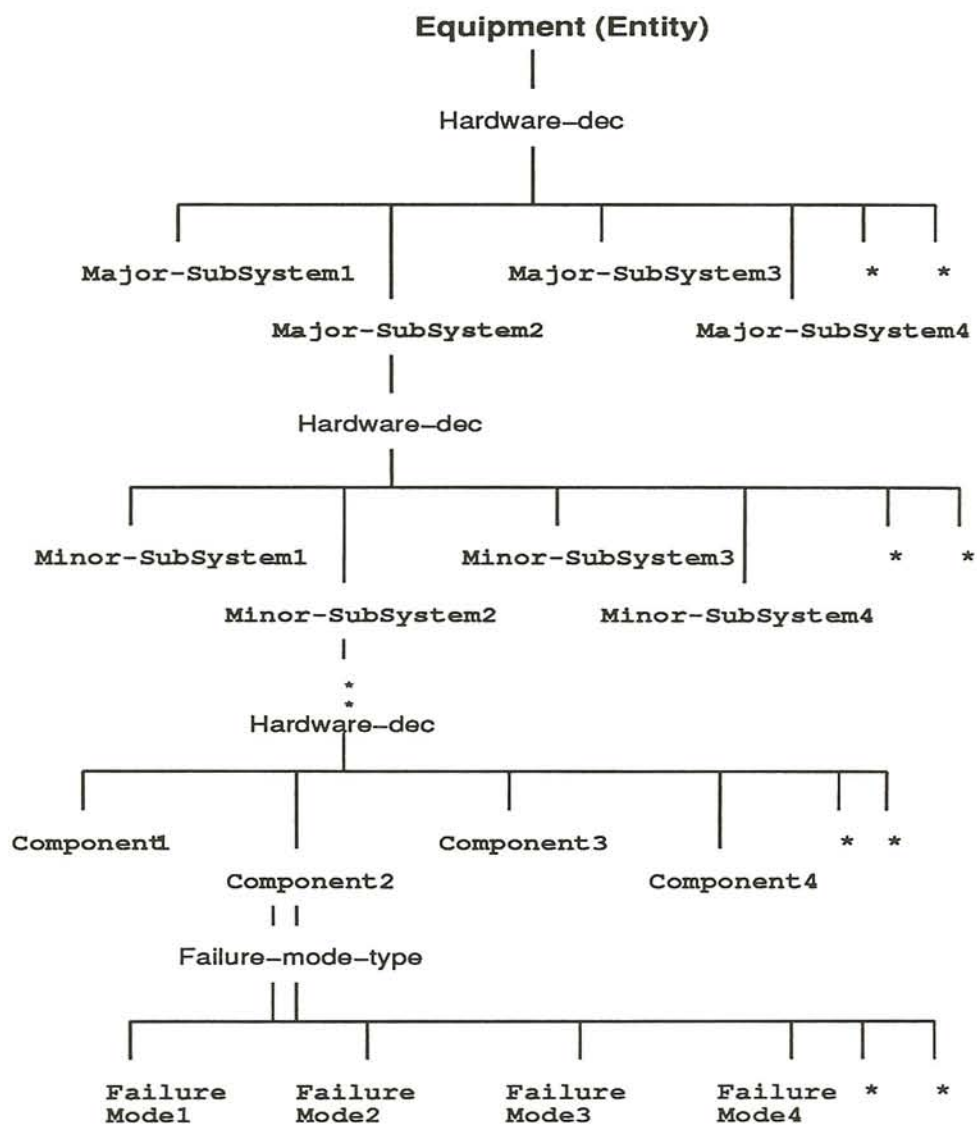 Equipment (Entity)
Hardware-dec
Major-SubSystem1 Major-SubSystem3 * *
Major-SubSystem2 Major-SubSystem4
Hardware-dec
Minor-SubSystem1 Minor-SubSystem3 * *
Minor-SubSystem2 Minor-SubSystem4
*
*
Hardware-dec
Component1 Component3 * *
Component2 Component4
Failure-mode-type
Failure Failure Failure Failure * *
Mode1 Mode2 Mode3 Mode4